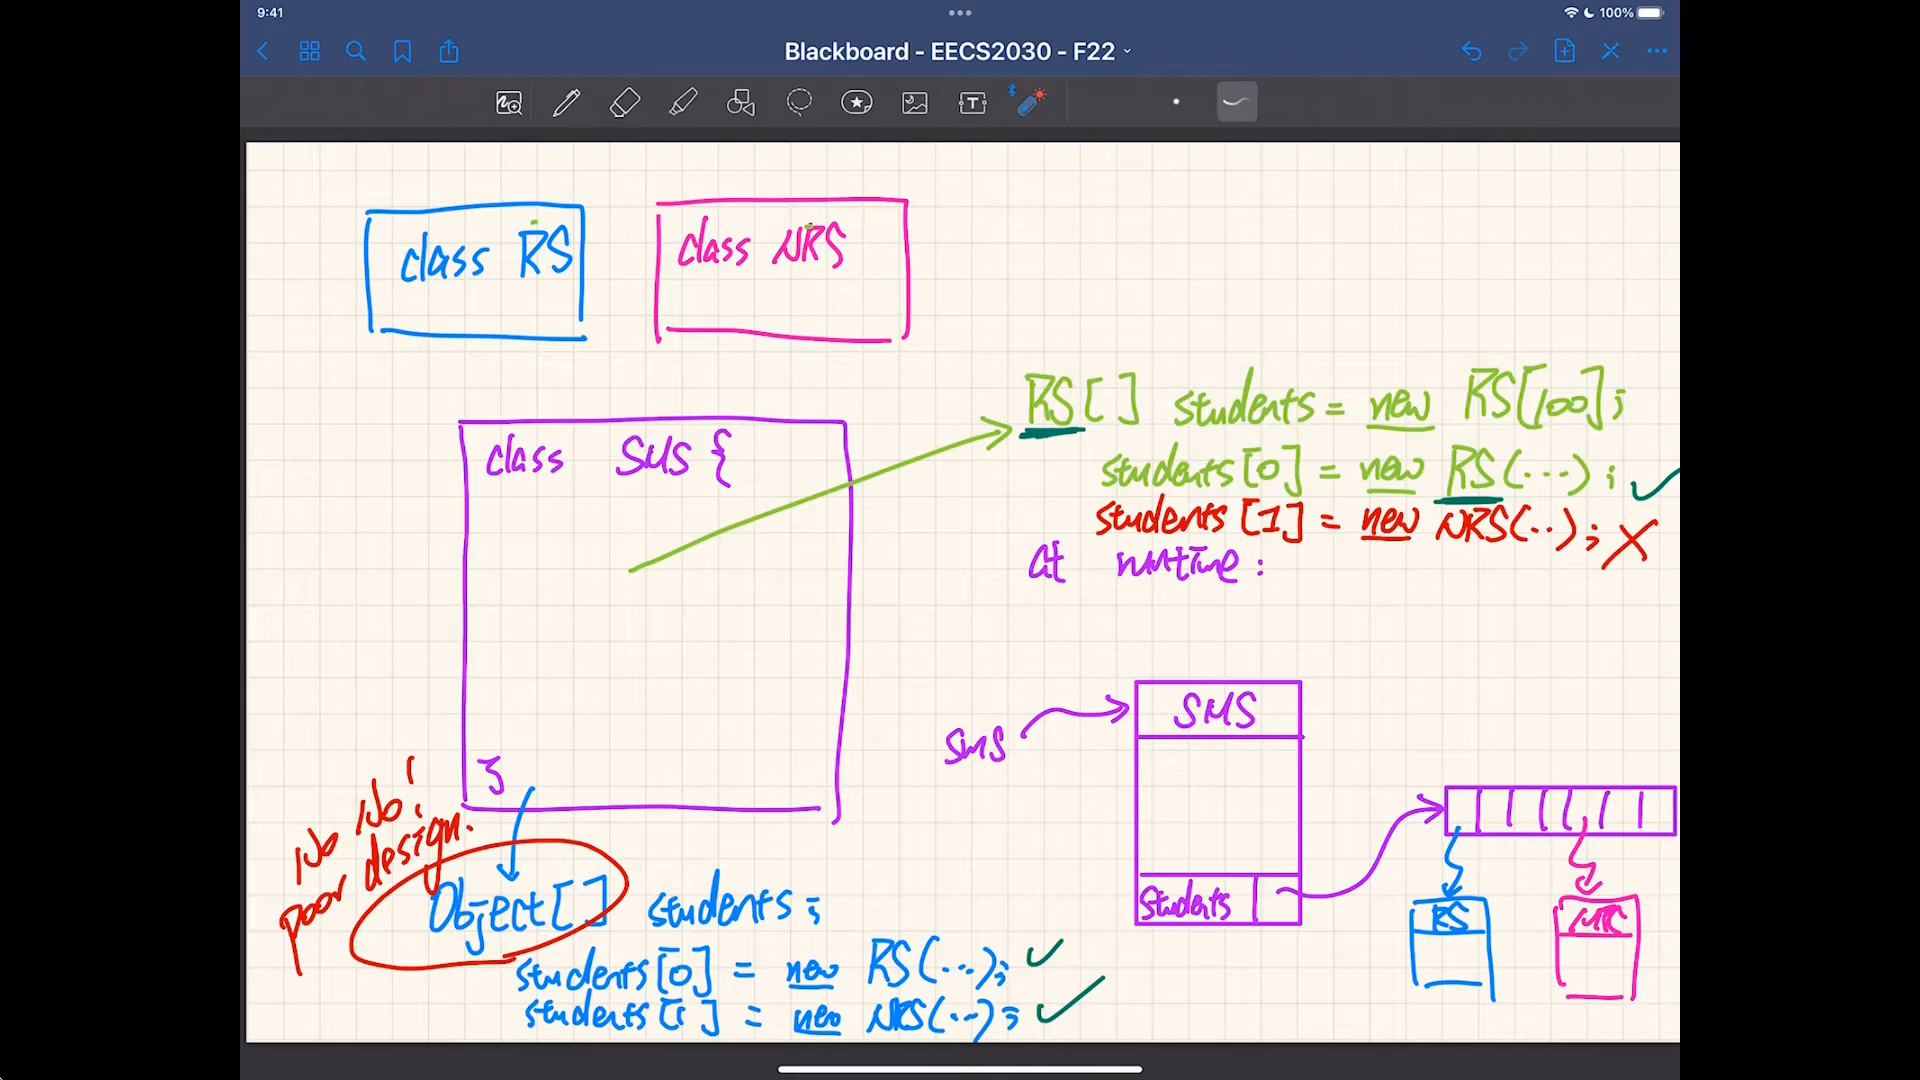 9:41
100%
Blackboard - EECS2030 - F22
T
class RS
class NRS
RS[] students = new RS[100];
students[0] = new RS(...); ✓
students[1] = new NRS(..); X
at runtime:
class SMS {
}
SMS
sms
students
RS
No No!
poor design.
Object[] students;
students[0] = new RS(...); ✓
students[1] = new NRS(...); ✓